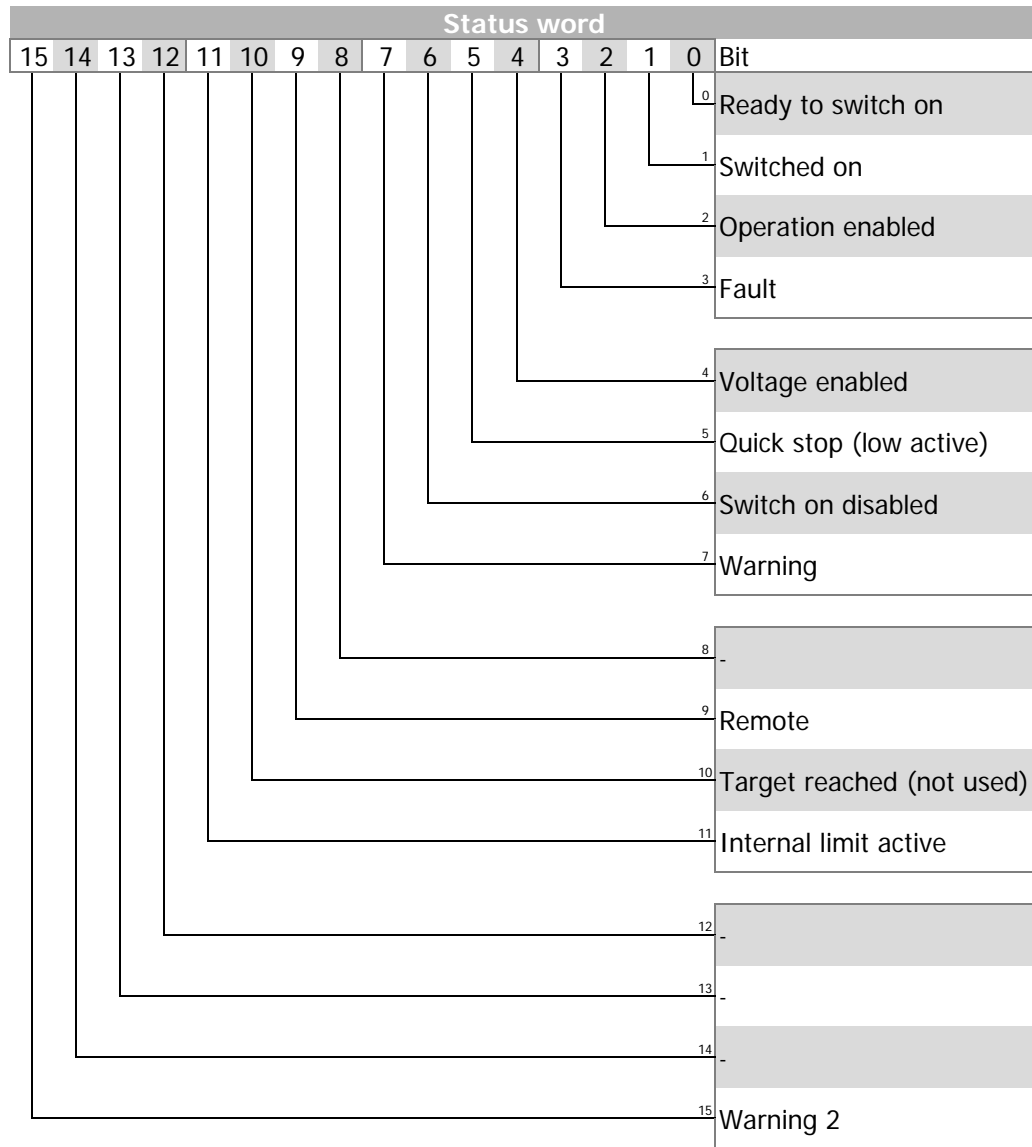 Status word
15 14 13 12 11 10 9 8 7 6 5 4 3 2 1 0 Bit
0 Ready to switch on
1 Switched on
2 Operation enabled
3 Fault
4 Voltage enabled
5 Quick stop (low active)
6 Switch on disabled
7 Warning
8 -
9 Remote
10 Target reached (not used)
11 Internal limit active
12 -
13 -
14 -
15 Warning 2